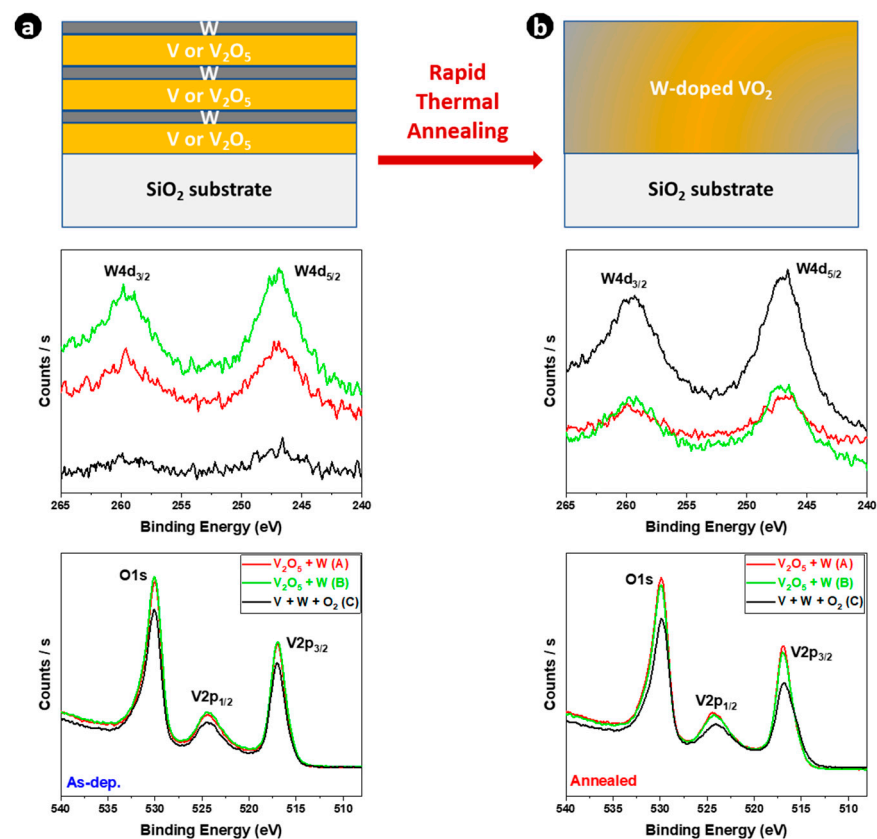 a
W
V or V₂O₅
W
V or V₂O₅
W
V or V₂O₅
SiO₂ substrate
Rapid
Thermal
Annealing
b
W-doped VO₂
SiO₂ substrate
W4d₃/₂
W4d₅/₂
Counts / s
265 260 255 250 245 240
Binding Energy (eV)
W4d₃/₂
W4d₅/₂
Counts / s
265 260 255 250 245 240
Binding Energy (eV)
O1s
V2p₁/₂
V2p₃/₂
V₂O₅ + W (A)
V₂O₅ + W (B)
V + W + O₂ (C)
As-dep.
Counts / s
540 530 525 520 515 510
Binding Energy (eV)
O1s
V2p₁/₂
V2p₃/₂
V₂O₅ + W (A)
V₂O₅ + W (B)
V + W + O₂ (C)
Annealed
Counts / s
540 530 525 520 515 510
Binding Energy (eV)